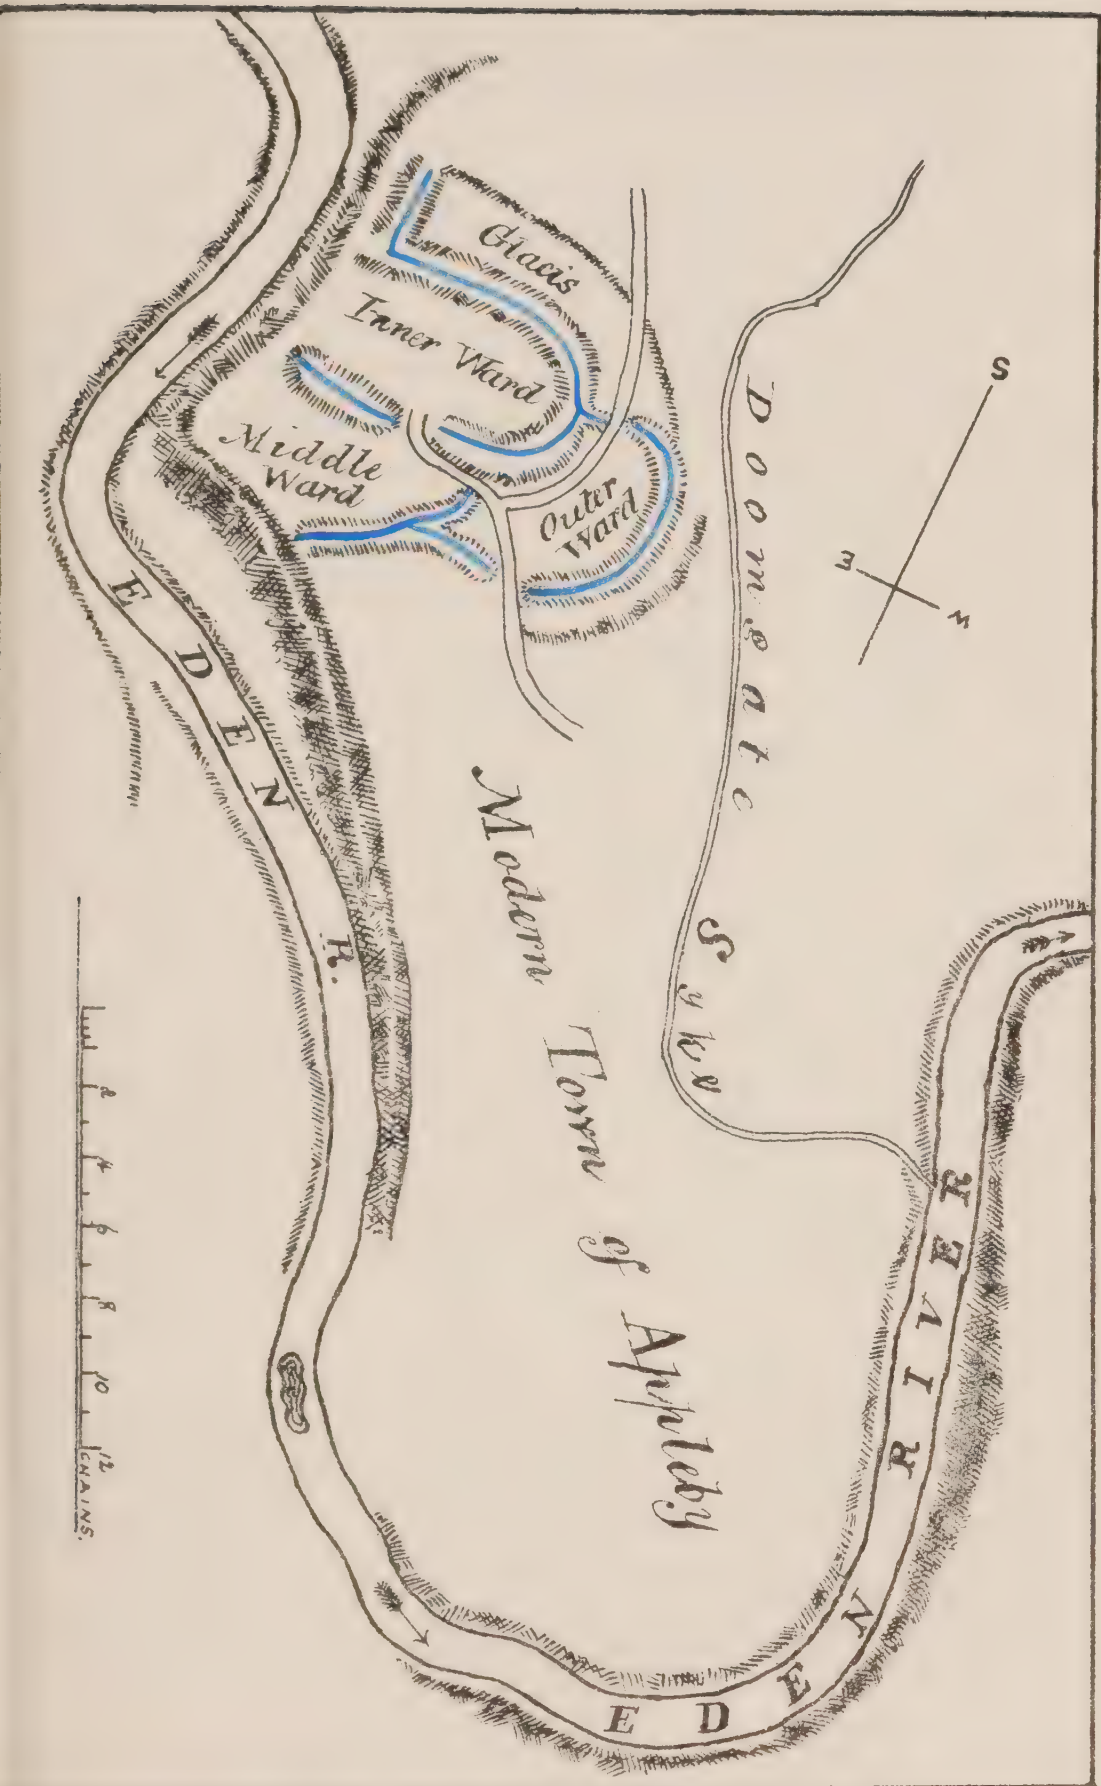 Glacis
Inner Ward
Middle
Ward
Outer
Ward
Doomgate Syke
S
E
W
EDEN R.
Modern Town of Appleby
RIVER EDEN
2 4 6 8 10 12
CHAINS.